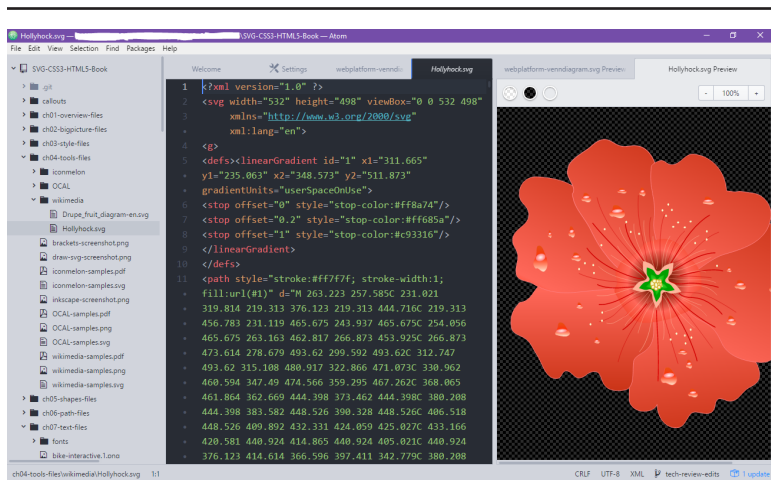 Hollyhock.svg —
\SVG-CSS3-HTML5-Book — Atom
File Edit View Selection Find Packages Help
SVG-CSS3-HTML5-Book
.git
callouts
ch01-overview-files
ch02-bigpicture-files
ch03-style-files
ch04-tools-files
iconmelon
OCAL
wikimedia
Drupe_fruit_diagram-en.svg
Hollyhock.svg
brackets-screenshot.png
draw-svg-screenshot.png
iconmelon-samples.pdf
iconmelon-samples.svg
inkscape-screenshot.png
OCAL-samples.pdf
OCAL-samples.png
OCAL-samples.svg
wikimedia-samples.pdf
wikimedia-samples.png
wikimedia-samples.svg
ch05-shapes-files
ch06-path-files
ch07-text-files
fonts
bike-interactive.1.png
Welcome
Settings
webplatform-venndia
Hollyhock.svg
1 <?xml version="1.0" ?>
2 <svg width="532" height="498" viewBox="0 0 532 498"
3 xmlns="http://www.w3.org/2000/svg"
• xml:lang="en">
4 <g>
5 <defs><linearGradient id="1" x1="311.665"
• y1="235.063" x2="348.573" y2="511.873"
• gradientUnits="userSpaceOnUse">
6 <stop offset="0" style="stop-color:#ff8a74"/>
7 <stop offset="0.2" style="stop-color:#ff685a"/>
8 <stop offset="1" style="stop-color:#c93316"/>
9 </linearGradient>
10 </defs>
11 <path style="stroke:#ff7f7f; stroke-width:1;
• fill:url(#1)" d="M 263.223 257.585C 231.021
• 319.814 219.313 376.123 219.313 444.716C 219.313
• 456.783 231.119 465.675 243.937 465.675C 254.056
• 465.675 263.163 462.817 266.873 453.925C 266.873
• 473.614 278.679 493.62 299.592 493.62C 312.747
• 493.62 315.108 480.917 322.866 471.073C 330.962
• 460.594 347.49 474.566 359.295 467.262C 368.065
• 461.864 362.669 444.398 373.462 444.398C 380.208
• 444.398 383.582 448.526 390.328 448.526C 406.518
• 448.526 409.892 432.331 424.059 425.027C 433.166
• 420.581 440.924 414.865 440.924 405.021C 440.924
• 376.123 414.614 366.596 397.411 342.779C 380.208
webplatform-venndiagram.svg Preview
Hollyhock.svg Preview
- 100% +
ch04-tools-files\wikimedia\Hollyhock.svg 1:1
CRLF UTF-8 XML tech-review-edits 1 update